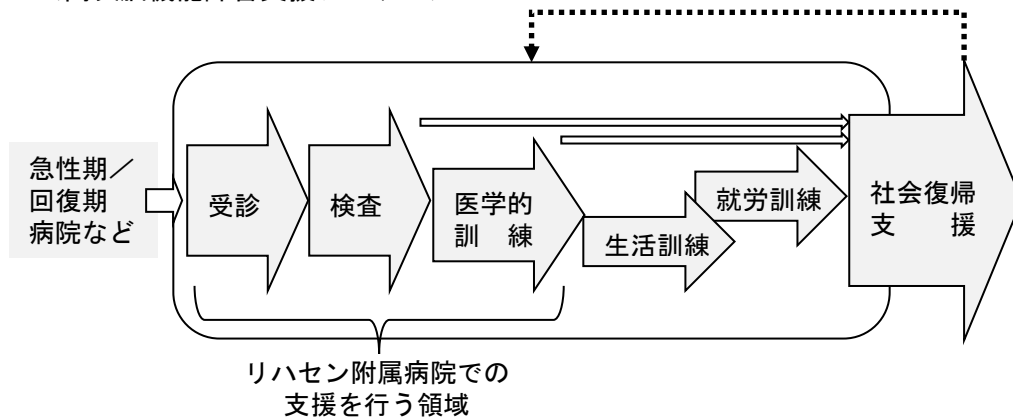 急性期／
回復期
病院など
受診
検査
医学的
訓　練
生活訓練
就労訓練
社会復帰
支　　援
リハセン附属病院での
支援を行う領域